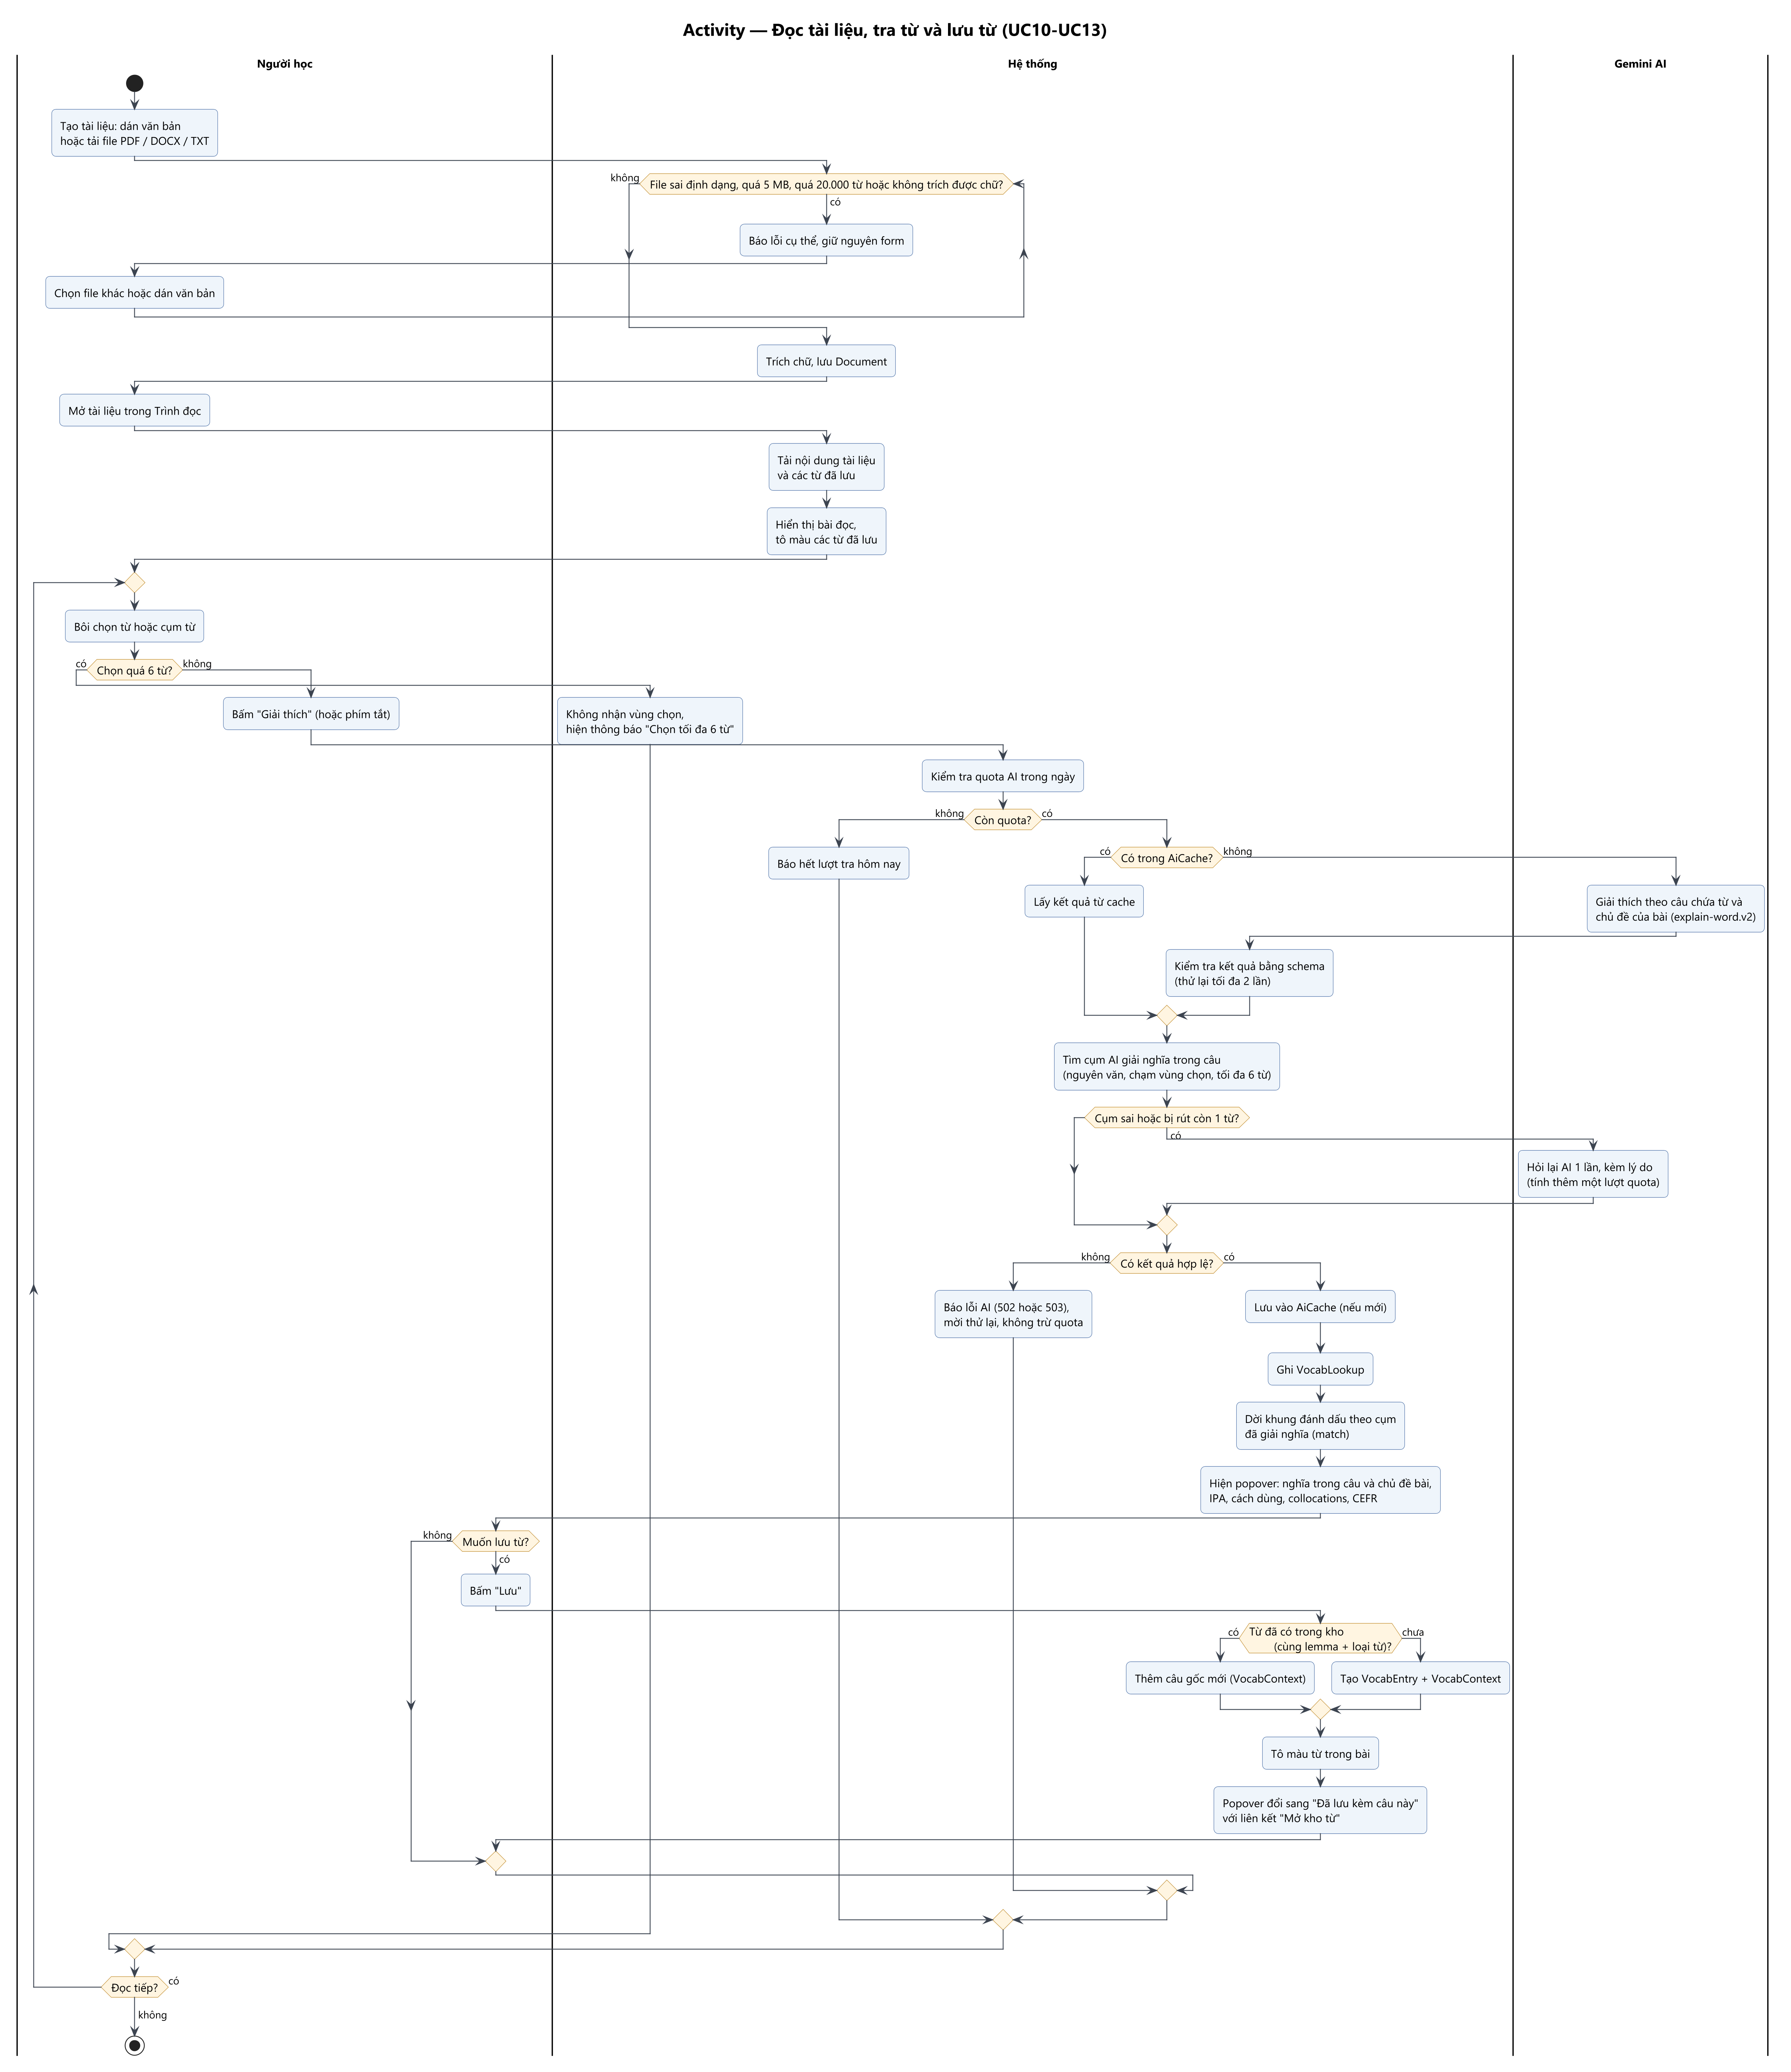 Activity — Đọc tài liệu, tra từ và lưu từ (UC10-UC13)
Người học
Hệ thống
Gemini AI
Tạo tài liệu: dán văn bản
hoặc tải file PDF / DOCX / TXT
không
File sai định dạng, quá 5 MB, quá 20.000 từ hoặc không trích được chữ?
có
Báo lỗi cụ thể, giữ nguyên form
Chọn file khác hoặc dán văn bản
Trích chữ, lưu Document
Mở tài liệu trong Trình đọc
Tải nội dung tài liệu
và các từ đã lưu
Hiển thị bài đọc,
tô màu các từ đã lưu
Bôi chọn từ hoặc cụm từ
có
Chọn quá 6 từ?
không
Bấm "Giải thích" (hoặc phím tắt)
Không nhận vùng chọn,
hiện thông báo "Chọn tối đa 6 từ"
Kiểm tra quota AI trong ngày
không
Còn quota?
có
Báo hết lượt tra hôm nay
có
Có trong AiCache?
không
Lấy kết quả từ cache
Giải thích theo câu chứa từ và
chủ đề của bài (explain-word.v2)
Kiểm tra kết quả bằng schema
(thử lại tối đa 2 lần)
Tìm cụm AI giải nghĩa trong câu
(nguyên văn, chạm vùng chọn, tối đa 6 từ)
Cụm sai hoặc bị rút còn 1 từ?
có
Hỏi lại AI 1 lần, kèm lý do
(tính thêm một lượt quota)
không
Có kết quả hợp lệ?
có
Báo lỗi AI (502 hoặc 503),
mời thử lại, không trừ quota
Lưu vào AiCache (nếu mới)
Ghi VocabLookup
Dời khung đánh dấu theo cụm
đã giải nghĩa (match)
Hiện popover: nghĩa trong câu và chủ đề bài,
IPA, cách dùng, collocations, CEFR
không
Muốn lưu từ?
có
Bấm "Lưu"
có
Từ đã có trong kho
(cùng lemma + loại từ)?
chưa
Thêm câu gốc mới (VocabContext)
Tạo VocabEntry + VocabContext
Tô màu từ trong bài
Popover đổi sang "Đã lưu kèm câu này"
với liên kết "Mở kho từ"
Đọc tiếp?
có
không